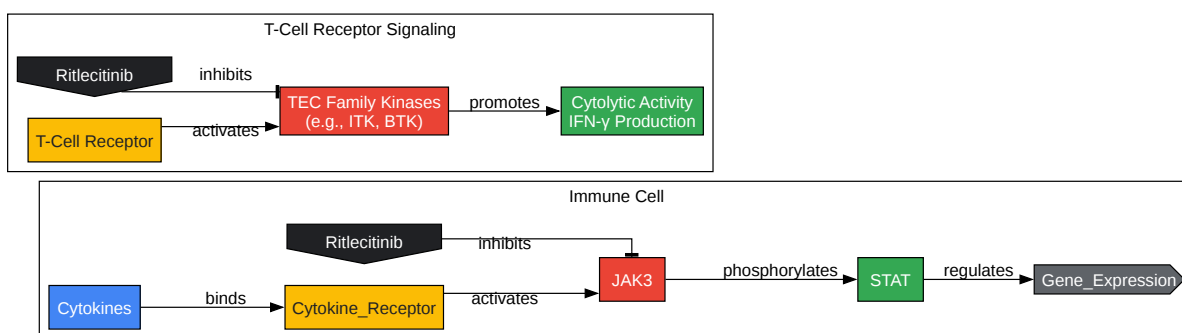 T-Cell Receptor Signaling
Ritlecitinib
inhibits
TEC Family Kinases
(e.g., ITK, BTK)
promotes
Cytolytic Activity
IFN-γ Production
T-Cell Receptor
activates
Immune Cell
Ritlecitinib
inhibits
JAK3
phosphorylates
STAT
regulates
Gene_Expression
Cytokines
binds
Cytokine_Receptor
activates